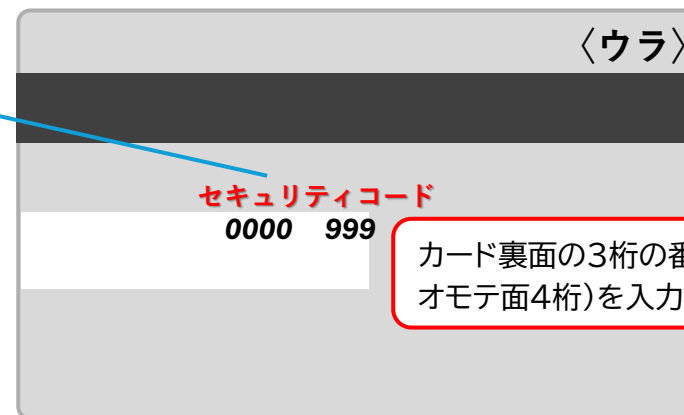 〈ウラ〉
セキュリティコード
0000 999
カード裏面の3桁の番
オモテ面4桁)を入力